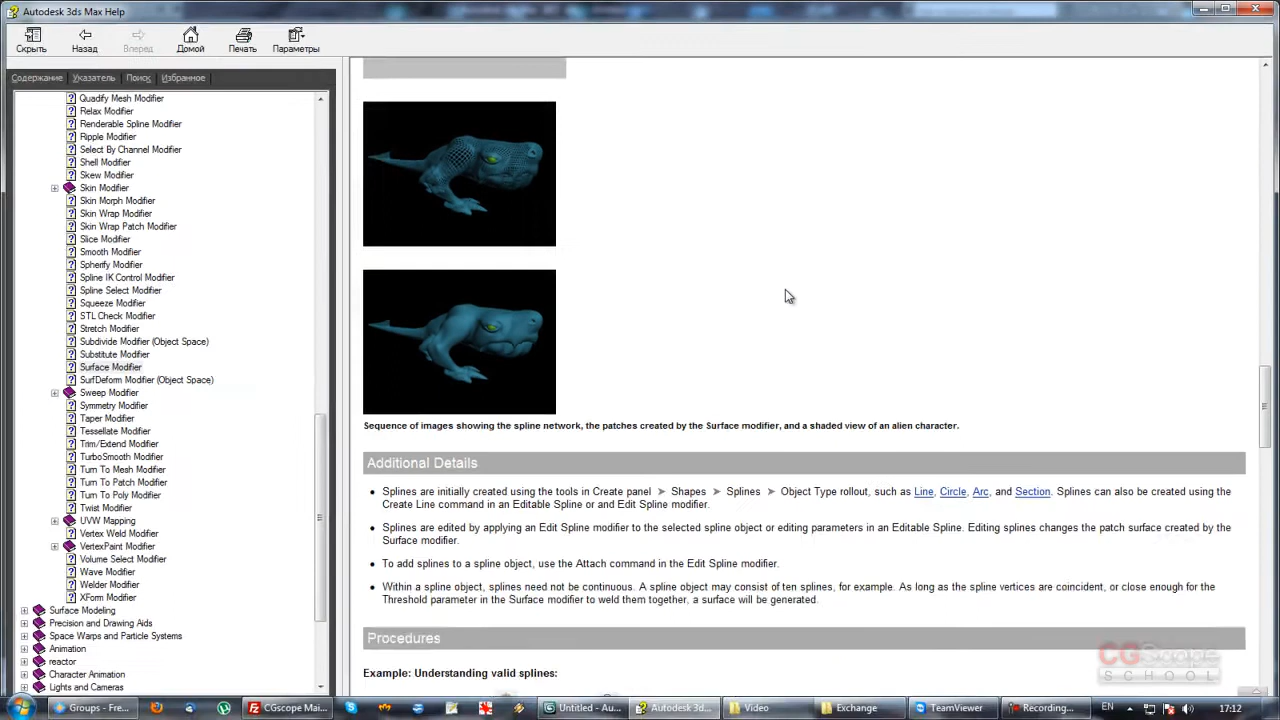 Autodesk 3ds Max Help
Скрыть
Назад
Вперед
Домой
Печать
Параметры
Содержание
Указатель
Поиск
Избранное
Quadify Mesh Modifier
Relax Modifier
Renderable Spline Modifier
Ripple Modifier
Select By Channel Modifier
Shell Modifier
Skew Modifier
Skin Modifier
Skin Morph Modifier
Skin Wrap Modifier
Skin Wrap Patch Modifier
Slice Modifier
Smooth Modifier
Spherify Modifier
Spline IK Control Modifier
Spline Select Modifier
Squeeze Modifier
STL Check Modifier
Stretch Modifier
Subdivide Modifier (Object Space)
Substitute Modifier
Surface Modifier
SurfDeform Modifier (Object Space)
Sweep Modifier
Symmetry Modifier
Taper Modifier
Tessellate Modifier
Trim/Extend Modifier
TurboSmooth Modifier
Turn To Mesh Modifier
Turn To Patch Modifier
Turn To Poly Modifier
Twist Modifier
UVW Mapping
Vertex Weld Modifier
VertexPaint Modifier
Volume Select Modifier
Wave Modifier
Welder Modifier
XForm Modifier
Surface Modeling
Precision and Drawing Aids
Space Warps and Particle Systems
Animation
reactor
Character Animation
Lights and Cameras
Sequence of images showing the spline network, the patches created by the Surface modifier, and a shaded view of an alien character.
Additional Details
Splines are initially created using the tools in Create panel ➤ Shapes ➤ Splines ➤ Object Type rollout, such as Line, Circle, Arc, and Section. Splines can also be created using the
Create Line command in an Editable Spline or and Edit Spline modifier.
Splines are edited by applying an Edit Spline modifier to the selected spline object or editing parameters in an Editable Spline. Editing splines changes the patch surface created by the
Surface modifier.
To add splines to a spline object, use the Attach command in the Edit Spline modifier.
Within a spline object, splines need not be continuous. A spline object may consist of ten splines, for example. As long as the spline vertices are coincident, or close enough for the
Threshold parameter in the Surface modifier to weld them together, a surface will be generated.
Procedures
Example: Understanding valid splines:
CGScope
SCHOOL
Groups - Fre...
CGscope Mai...
Untitled - Au...
Autodesk 3d...
Video
Exchange
TeamViewer
Recording...
EN
17:12